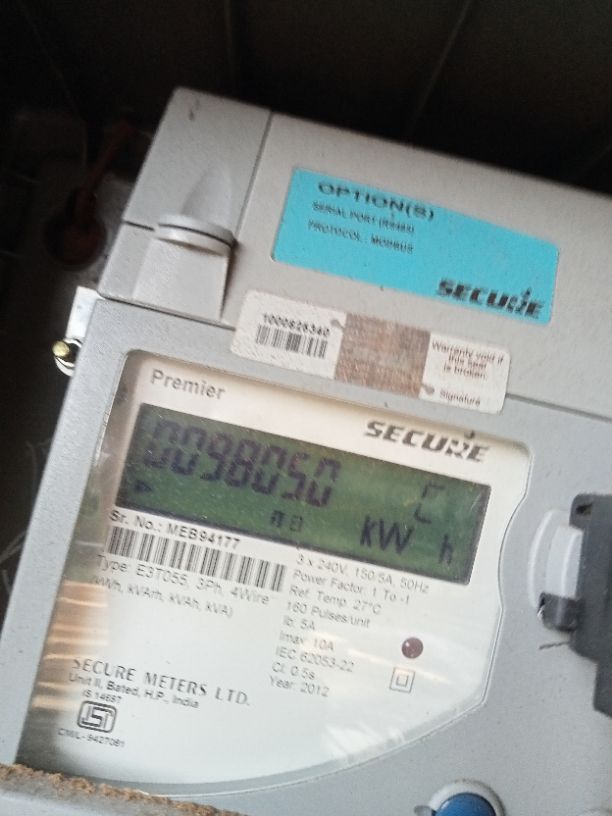 OPTION(S)
SERIAL PORT (RS485)
PROTOCOL : MODBUS
SECURE
1000826340
Warranty void if
this seal
is broken.
Signature
Premier
SECURE
0098050 C
kW h
Sr. No.: MEB94177
Type: E3T055, 3Ph, 4Wire
(kWh, kVArh, kVAh, kVA)
3 x 240V, 150/5A, 50Hz
Power Factor: 1 To -1
Ref. Temp. 27°C
160 Pulses/unit
Ib: 5A
Imax: 10A
IEC 62053-22
Cl. 0.5s
Year: 2012
SECURE METERS LTD.
Unit II, Bated, H.P., India
IS 14697
CM/L-9427091